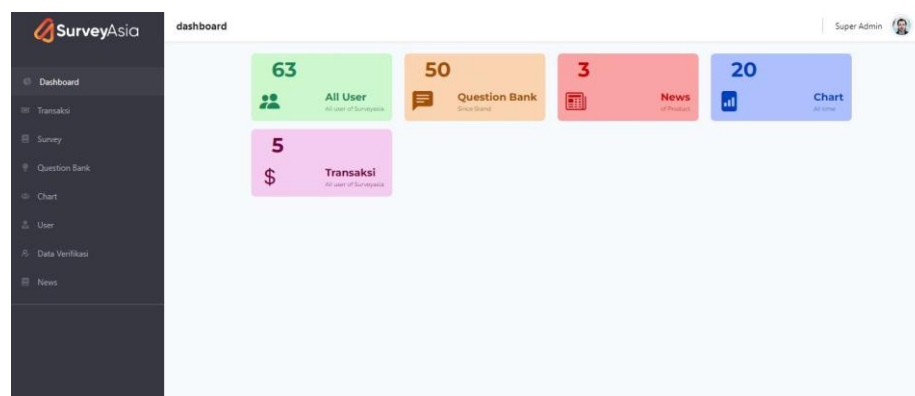 SurveyAsia
dashboard
Super Admin
Dashboard
Transaksi
Survey
Question Bank
Chart
User
Data Verifikasi
News
63
All User
All user of Surveyasia
50
Question Bank
Since Stand
3
News
of Product
20
Chart
All time
5
Transaksi
All user of Surveyasia